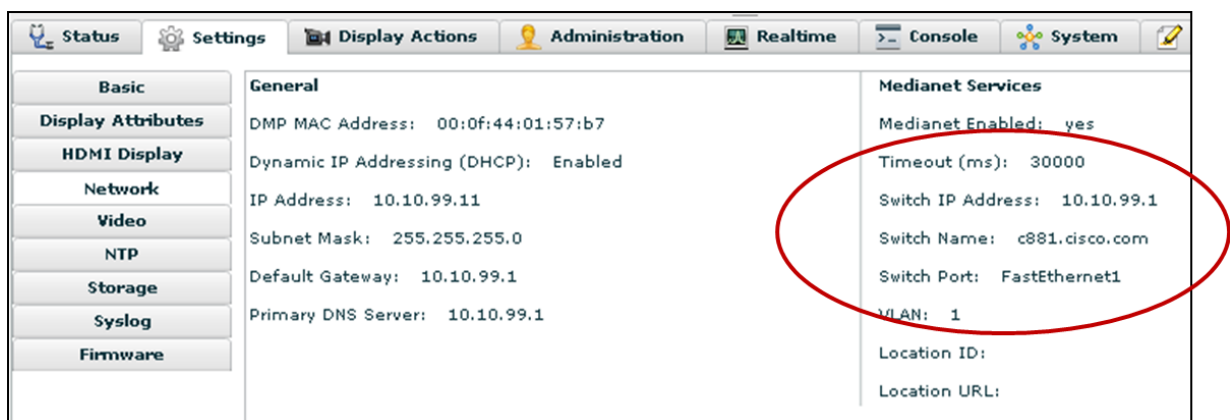 Status Settings Display Actions Administration Realtime Console System
Basic
Display Attributes
HDMI Display
Network
Video
NTP
Storage
Syslog
Firmware
General
DMP MAC Address: 00:0f:44:01:57:b7
Dynamic IP Addressing (DHCP): Enabled
IP Address: 10.10.99.11
Subnet Mask: 255.255.255.0
Default Gateway: 10.10.99.1
Primary DNS Server: 10.10.99.1
Medianet Services
Medianet Enabled: yes
Timeout (ms): 30000
Switch IP Address: 10.10.99.1
Switch Name: c881.cisco.com
Switch Port: FastEthernet1
VLAN: 1
Location ID:
Location URL: